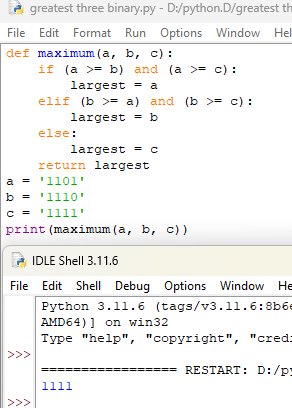 greatest three binary.py - D:/python.D/greatest th
File Edit Format Run Options Window
def maximum(a, b, c):
    if (a >= b) and (a >= c):
        largest = a
    elif (b >= a) and (b >= c):
        largest = b
    else:
        largest = c
    return largest
a = '1101'
b = '1110'
c = '1111'
print(maximum(a, b, c))
IDLE Shell 3.11.6
File Edit Shell Debug Options Window He
Python 3.11.6 (tags/v3.11.6:8b6e
AMD64)] on win32
Type "help", "copyright", "cred
>>>
================= RESTART: D:/py
1111
>>>